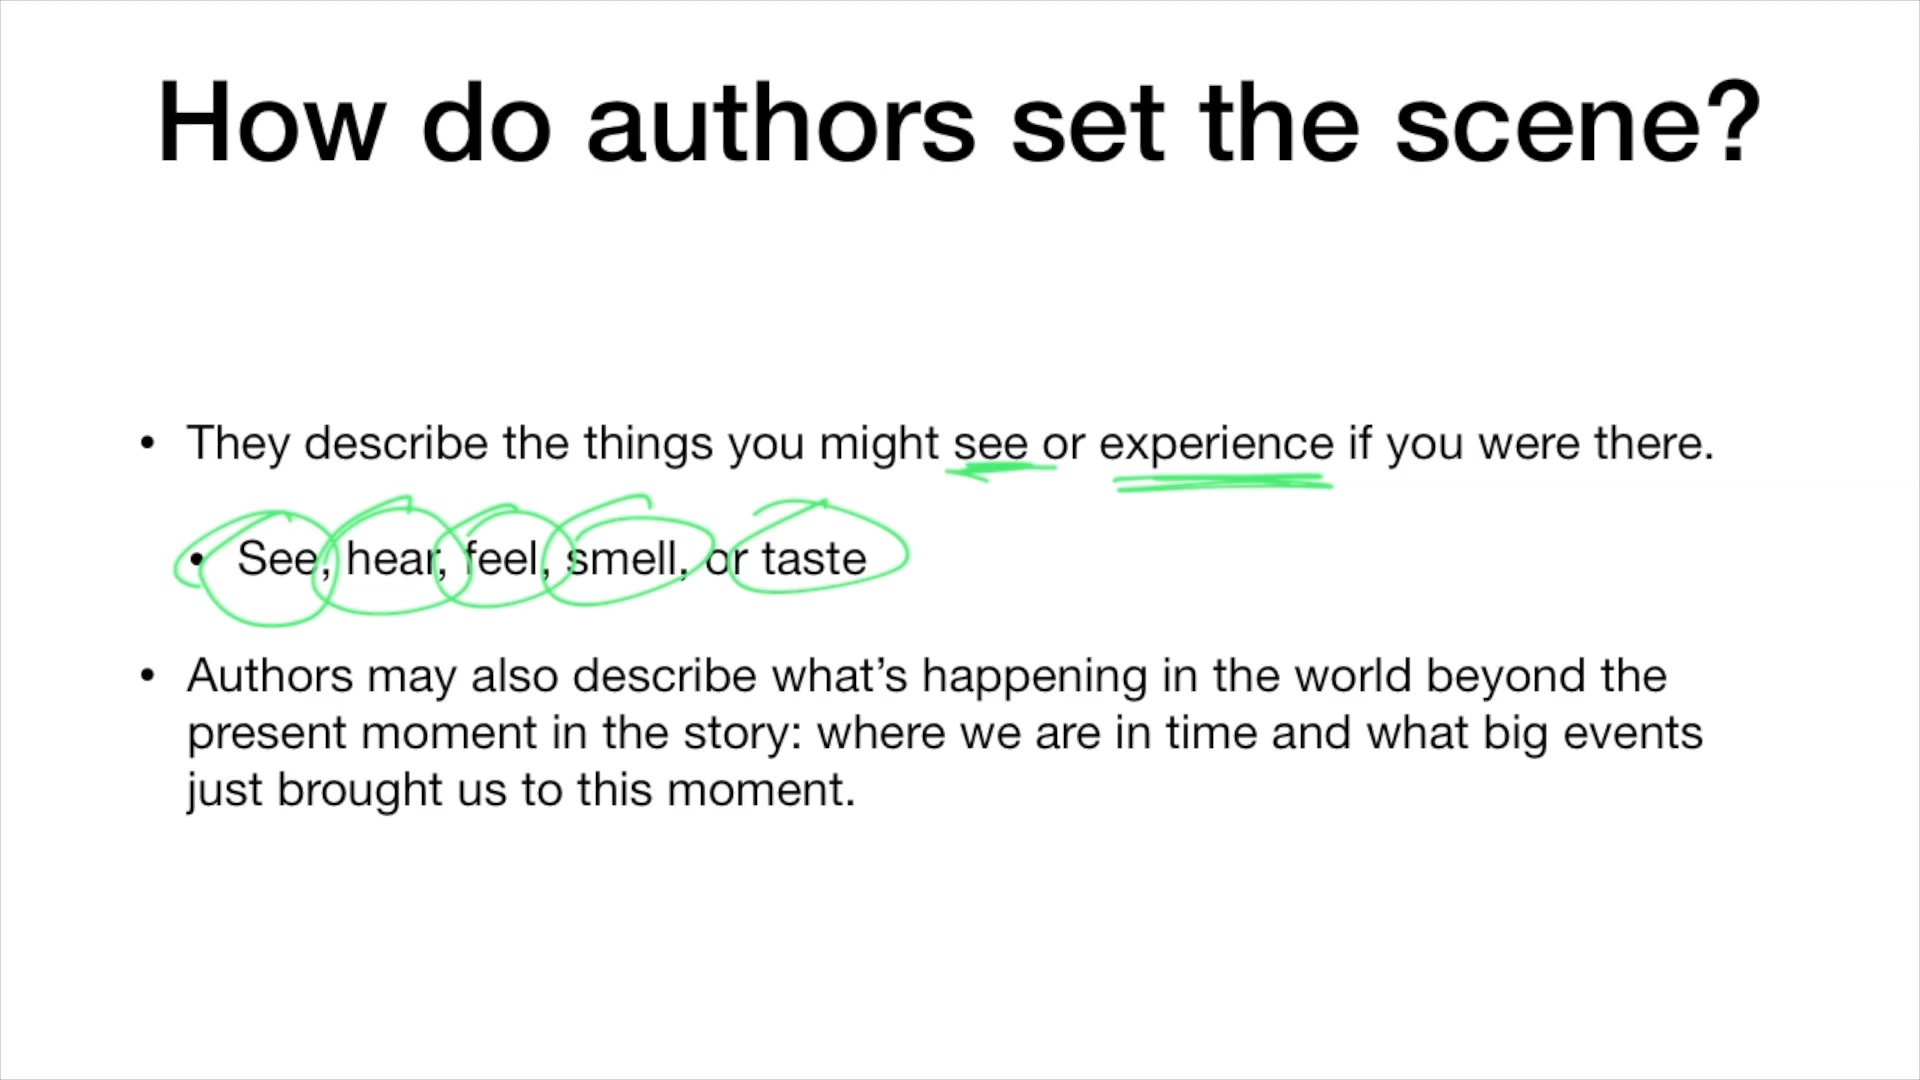 How do authors set the scene?
• They describe the things you might see or experience if you were there.
• See, hear, feel, smell, or taste
• Authors may also describe what’s happening in the world beyond the
present moment in the story: where we are in time and what big events
just brought us to this moment.